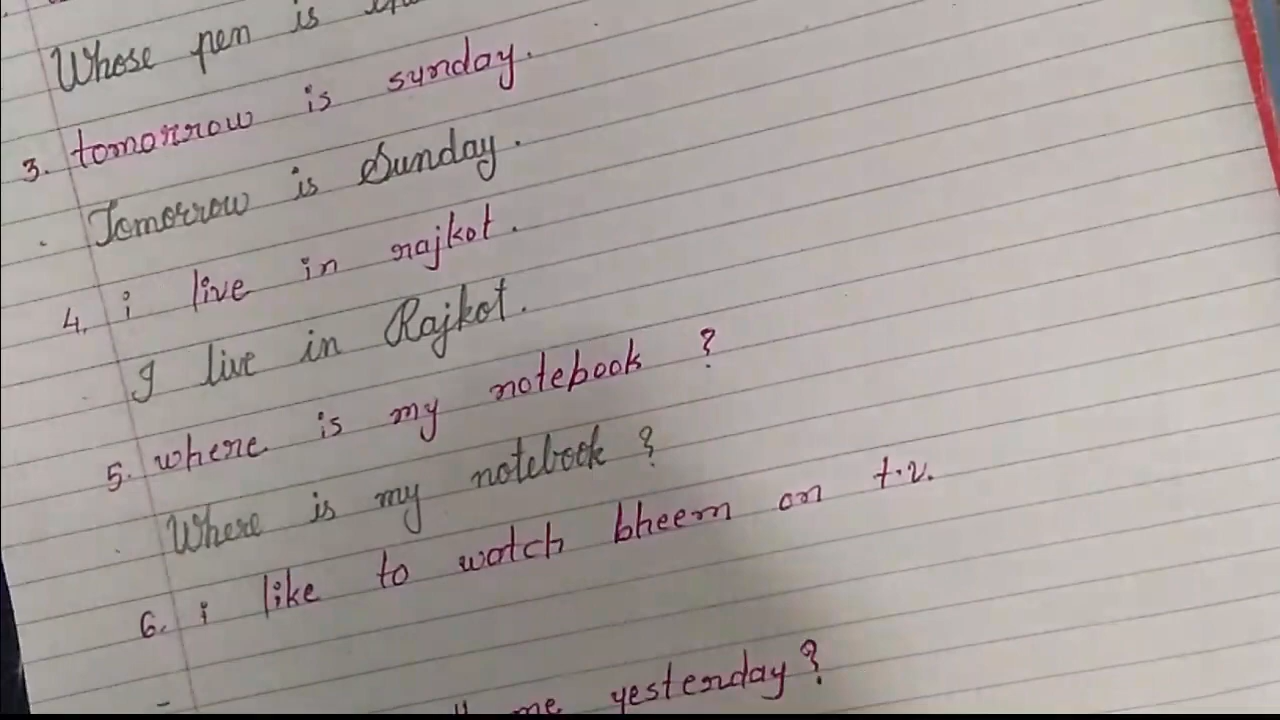 Whose pen is
3. tomorrow is sunday.
Tomorrow is Sunday.
4. i live in rajkot.
I live in Rajkot.
5. where is my notebook ?
Where is my notebook ?
6. i like to watch bheem on t.v.
me yesterday ?